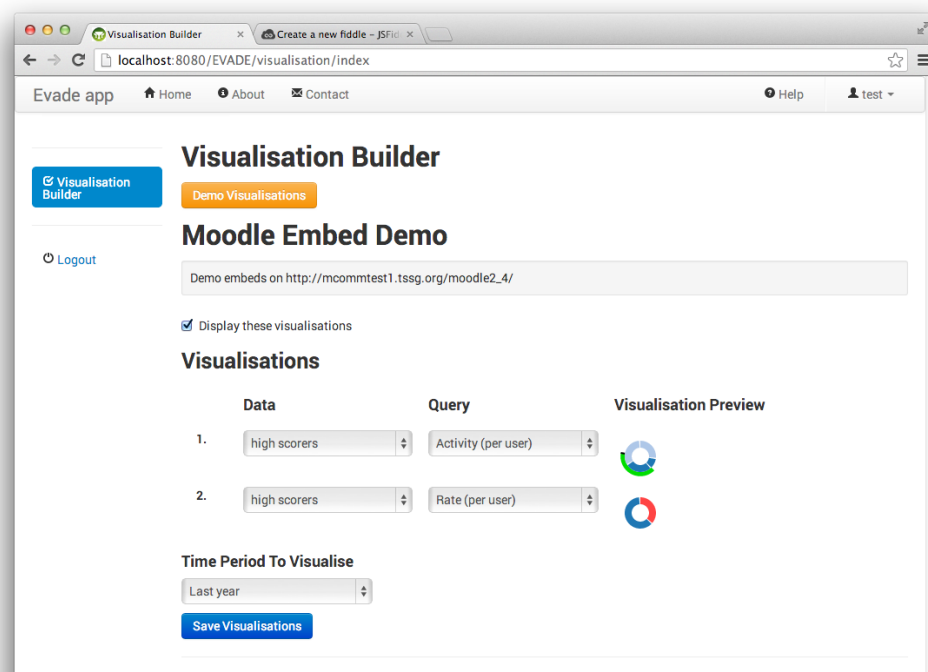 Visualisation Builder
Create a new fiddle – JSFid
localhost:8080/EVADE/visualisation/index
Evade app Home About Contact Help test
Visualisation Builder
Visualisation
Builder
Demo Visualisations
Moodle Embed Demo
Logout
Demo embeds on http://mcommtest1.tssg.org/moodle2_4/
Display these visualisations
Visualisations
Data Query Visualisation Preview
1. high scorers Activity (per user)
2. high scorers Rate (per user)
Time Period To Visualise
Last year
Save Visualisations